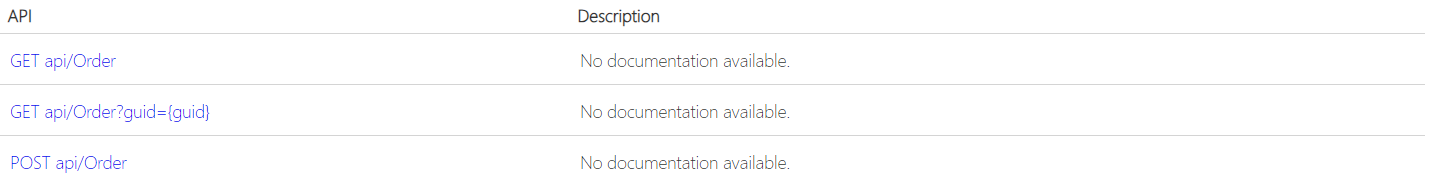 API Description
GET api/Order No documentation available.
GET api/Order?guid={guid} No documentation available.
POST api/Order No documentation available.